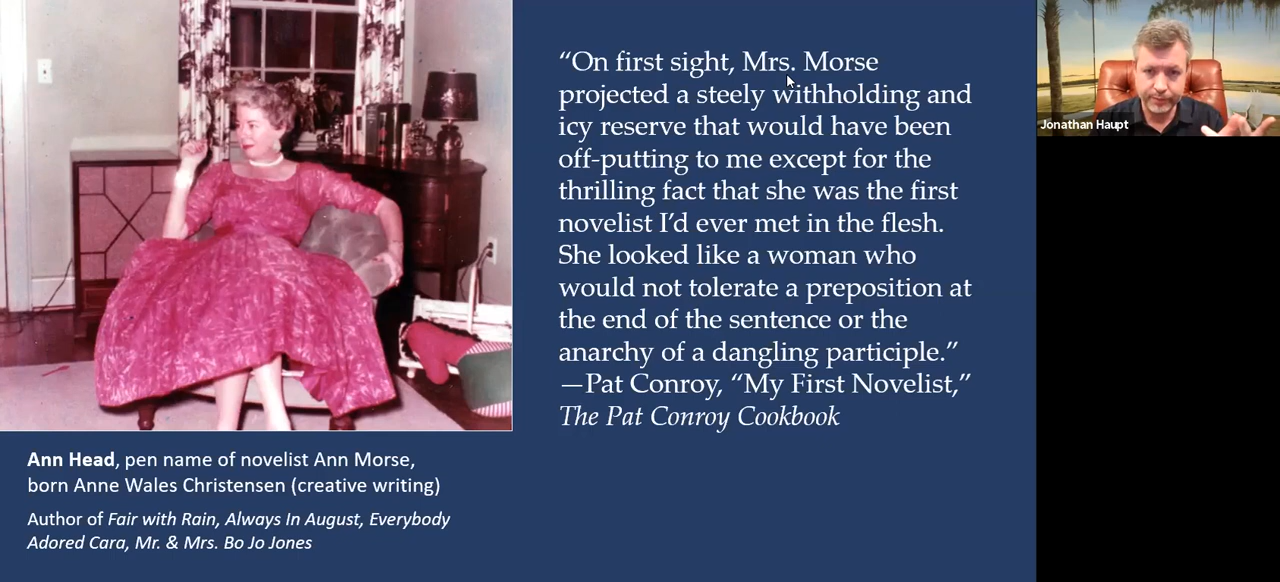 “On first sight, Mrs. Morse
projected a steely withholding and
icy reserve that would have been
off-putting to me except for the
thrilling fact that she was the first
novelist I’d ever met in the flesh.
She looked like a woman who
would not tolerate a preposition at
the end of the sentence or the
anarchy of a dangling participle.”
—Pat Conroy, “My First Novelist,”
The Pat Conroy Cookbook
Ann Head, pen name of novelist Ann Morse,
born Anne Wales Christensen (creative writing)
Author of Fair with Rain, Always In August, Everybody
Adored Cara, Mr. & Mrs. Bo Jo Jones
Jonathan Haupt